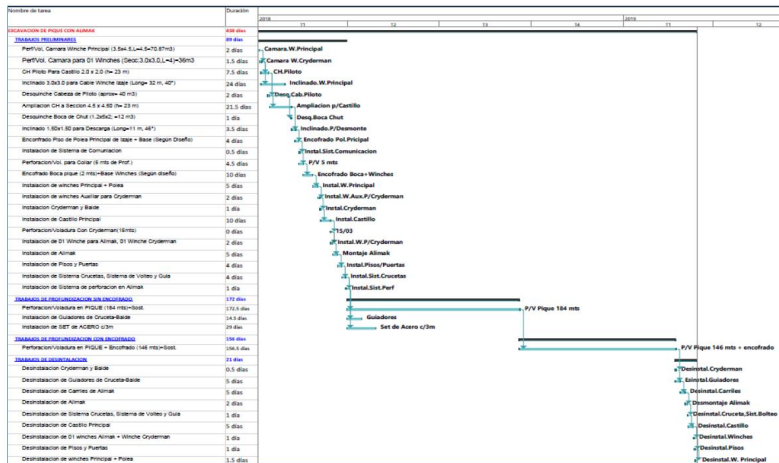 Nombre de tarea Duración
2018 2019
T1 T2 T3 T4 T1 T2
EXCAVACION DE PIQUE CON ALIMAK 438 días
TRABAJOS PRELIMINARES 89 días
Perf/Vol. Camara Winche Principal (3.5x4.5,L=4.5=70.87m3) 2 días Camara.W.Principal
Perf/Vol. Camara para 01 Winches (Secc:3.0x3.0,L=4)=36m3 1.5 días Camara W.Cryderman
CH Piloto Para Castillo 2.0 x 2.0 (h= 23 m) 7.5 días CH.Piloto
Inclinado 3.0x3.0 para Cable Winche Izaje (Long= 32 m, 40°) 24 días Inclinado.W.Principal
Desquinche Cabeza de Piloto (aprox= 40 m3) 2 días Desq.Cab.Piloto
Ampliacion CH a Seccion 4.5 x 4.50 (h= 23 m) 21.5 días Ampliacion p/Castillo
Desquinche Boca de Chut (1.2x5x2; =12 m3) 1 día Desq.Boca Chut
Inclinado 1.50x1.50 para Descarga (Long=11 m, 46°) 3.5 días Inclinado.P/Desmonte
Encofrado Piso de Polea Principal de Izaje + Base (Según Diseño) 4 días Encofrado Pol.Pricipal
Instalacion de Sistema de Comuniacion 0.5 días Instal.Sist.Comunicacion
Perforacion/Vol. para Collar (5 mts de Prof.) 4.5 días P/V 5 mts
Encofrado Boca pique (2 mts)+Base Winches (Según diseño) 10 días Encofrado Boca+Winches
Instalacion de winches Principal + Polea 5 días Instal.W.Principal
Instalacion de winches Auxiliar para Cryderman 2 días Instal.W.Aux.P/Cryderman
Instalacion Cryderman y Balde 1 día Instal.Cryderman
Instalacion de Castillo Principal 10 días Instal.Castillo
Perforacion/Voladura Con Cryderman(16mts) 0 días 15/03
Instalacion de 01 Winche para Alimak, 01 Winche Cryderman 2 días Instal.W.P/Cryderman
Instalacion de Alimak 5 días Montaje Alimak
Instalacion de Pisos y Puertas 4 días Instal.Pisos/Puertas
Instalacion de Sistema Crucetas, Sistema de Volteo y Guia 4 días Instal.Sist.Crucetas
Instalacion de Sistema de perforacion en Alimak 1 día Instal.Sist.Perf
TRABAJOS DE PROFUNDIZACION SIN ENCOFRADO 172 días
Perforacion/Voladura en PIQUE (184 mts)+Sost. 172.5 días P/V Pique 184 mts
Instalacion de Guiadores de Cruceta-Balde 14.5 días Guiadores
Instalacion de SET de ACERO c/3m 29 días Set de Acero c/3m
TRABAJOS DE PROFUNDIZACION CON ENCOFRADO 156 días
Perforacion/Voladura en PIQUE + Encofrado (146 mts)+Sost. 156.5 días P/V Pique 146 mts + encofrado
TRABAJOS DE DESINTALACION 21 días
Desinstalacion Cryderman y Balde 0.5 días Desinstal.Cryderman
Desinstalacion de Guiadores de Cruceta-Balde 5 días Esinstal.Guiadores
Desinstalacion de Carriles de Alimak 5 días Desinstal.Carriles
Desinstalacion de Alimak 2 días Desmontaje Alimak
Desinstalacion de Sistema Crucetas, Sistema de Volteo y Guia 1 día Desinstal.Cruceta,Sist.Bolteo
Desinstalacion de Castillo Principal 5 días Desinstal.Castillo
Desinstalacion de 01 winches Alimak + Winche Cryderman 1 día Desinstal.Winches
Desinstalacion de Pisos y Puertas 1 día Desinstal.Pisos
Desinstalacion de winches Principal + Polea 1.5 días Desinstal.W. Principal